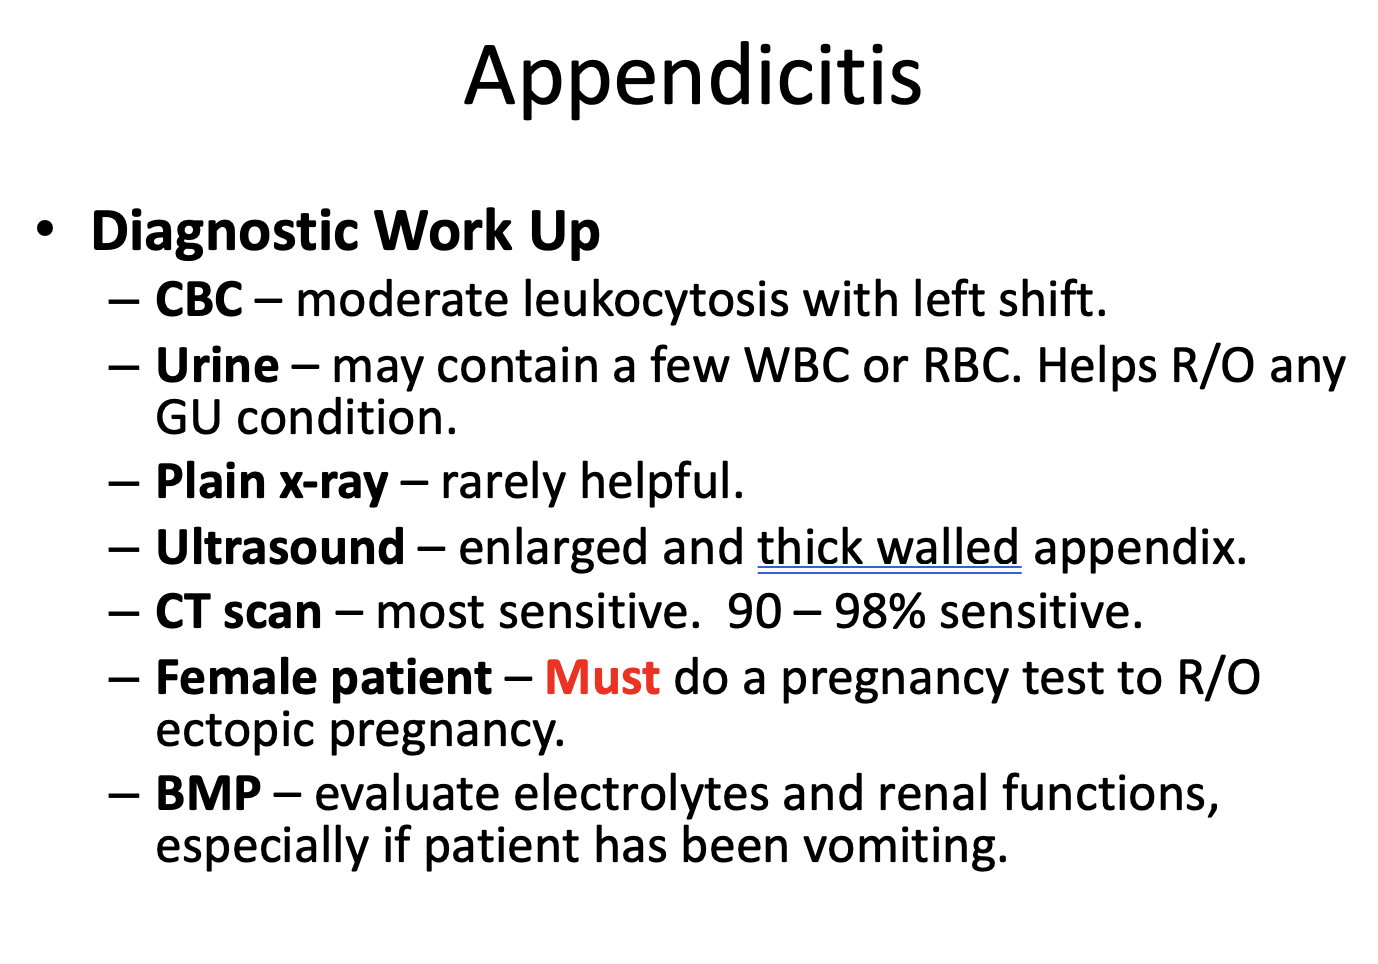 Appendicitis
• Diagnostic Work Up
– CBC – moderate leukocytosis with left shift.
– Urine – may contain a few WBC or RBC. Helps R/O any
GU condition.
– Plain x-ray – rarely helpful.
– Ultrasound – enlarged and thick walled appendix.
– CT scan – most sensitive.  90 – 98% sensitive.
– Female patient – Must do a pregnancy test to R/O
ectopic pregnancy.
– BMP – evaluate electrolytes and renal functions,
especially if patient has been vomiting.